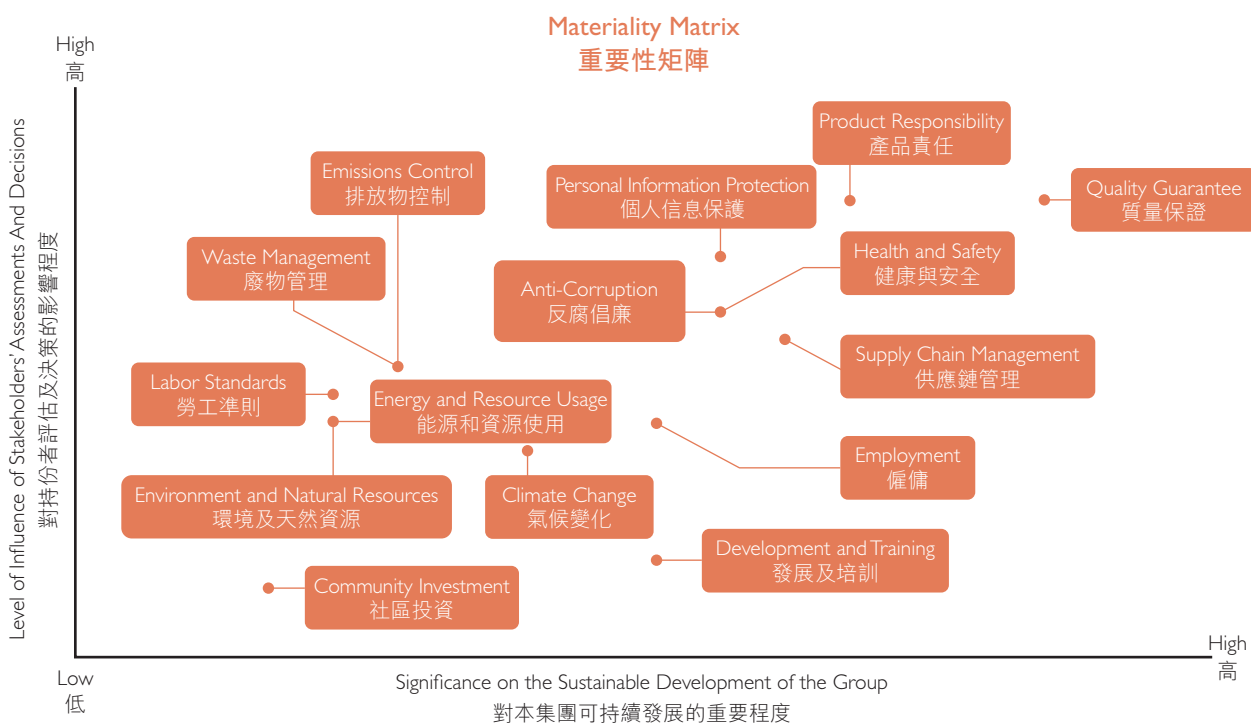 Materiality Matrix
重要性矩陣
High
高
Level of Influence of Stakeholders' Assessments And Decisions
對持份者評估及決策的影響程度
Product Responsibility
產品責任
Emissions Control
排放物控制
Personal Information Protection
個人信息保護
Quality Guarantee
質量保證
Waste Management
廢物管理
Health and Safety
健康與安全
Anti-Corruption
反腐倡廉
Supply Chain Management
供應鏈管理
Labor Standards
勞工準則
Energy and Resource Usage
能源和資源使用
Employment
僱傭
Environment and Natural Resources
環境及天然資源
Climate Change
氣候變化
Development and Training
發展及培訓
Community Investment
社區投資
High
高
Low
低
Significance on the Sustainable Development of the Group
對本集團可持續發展的重要程度